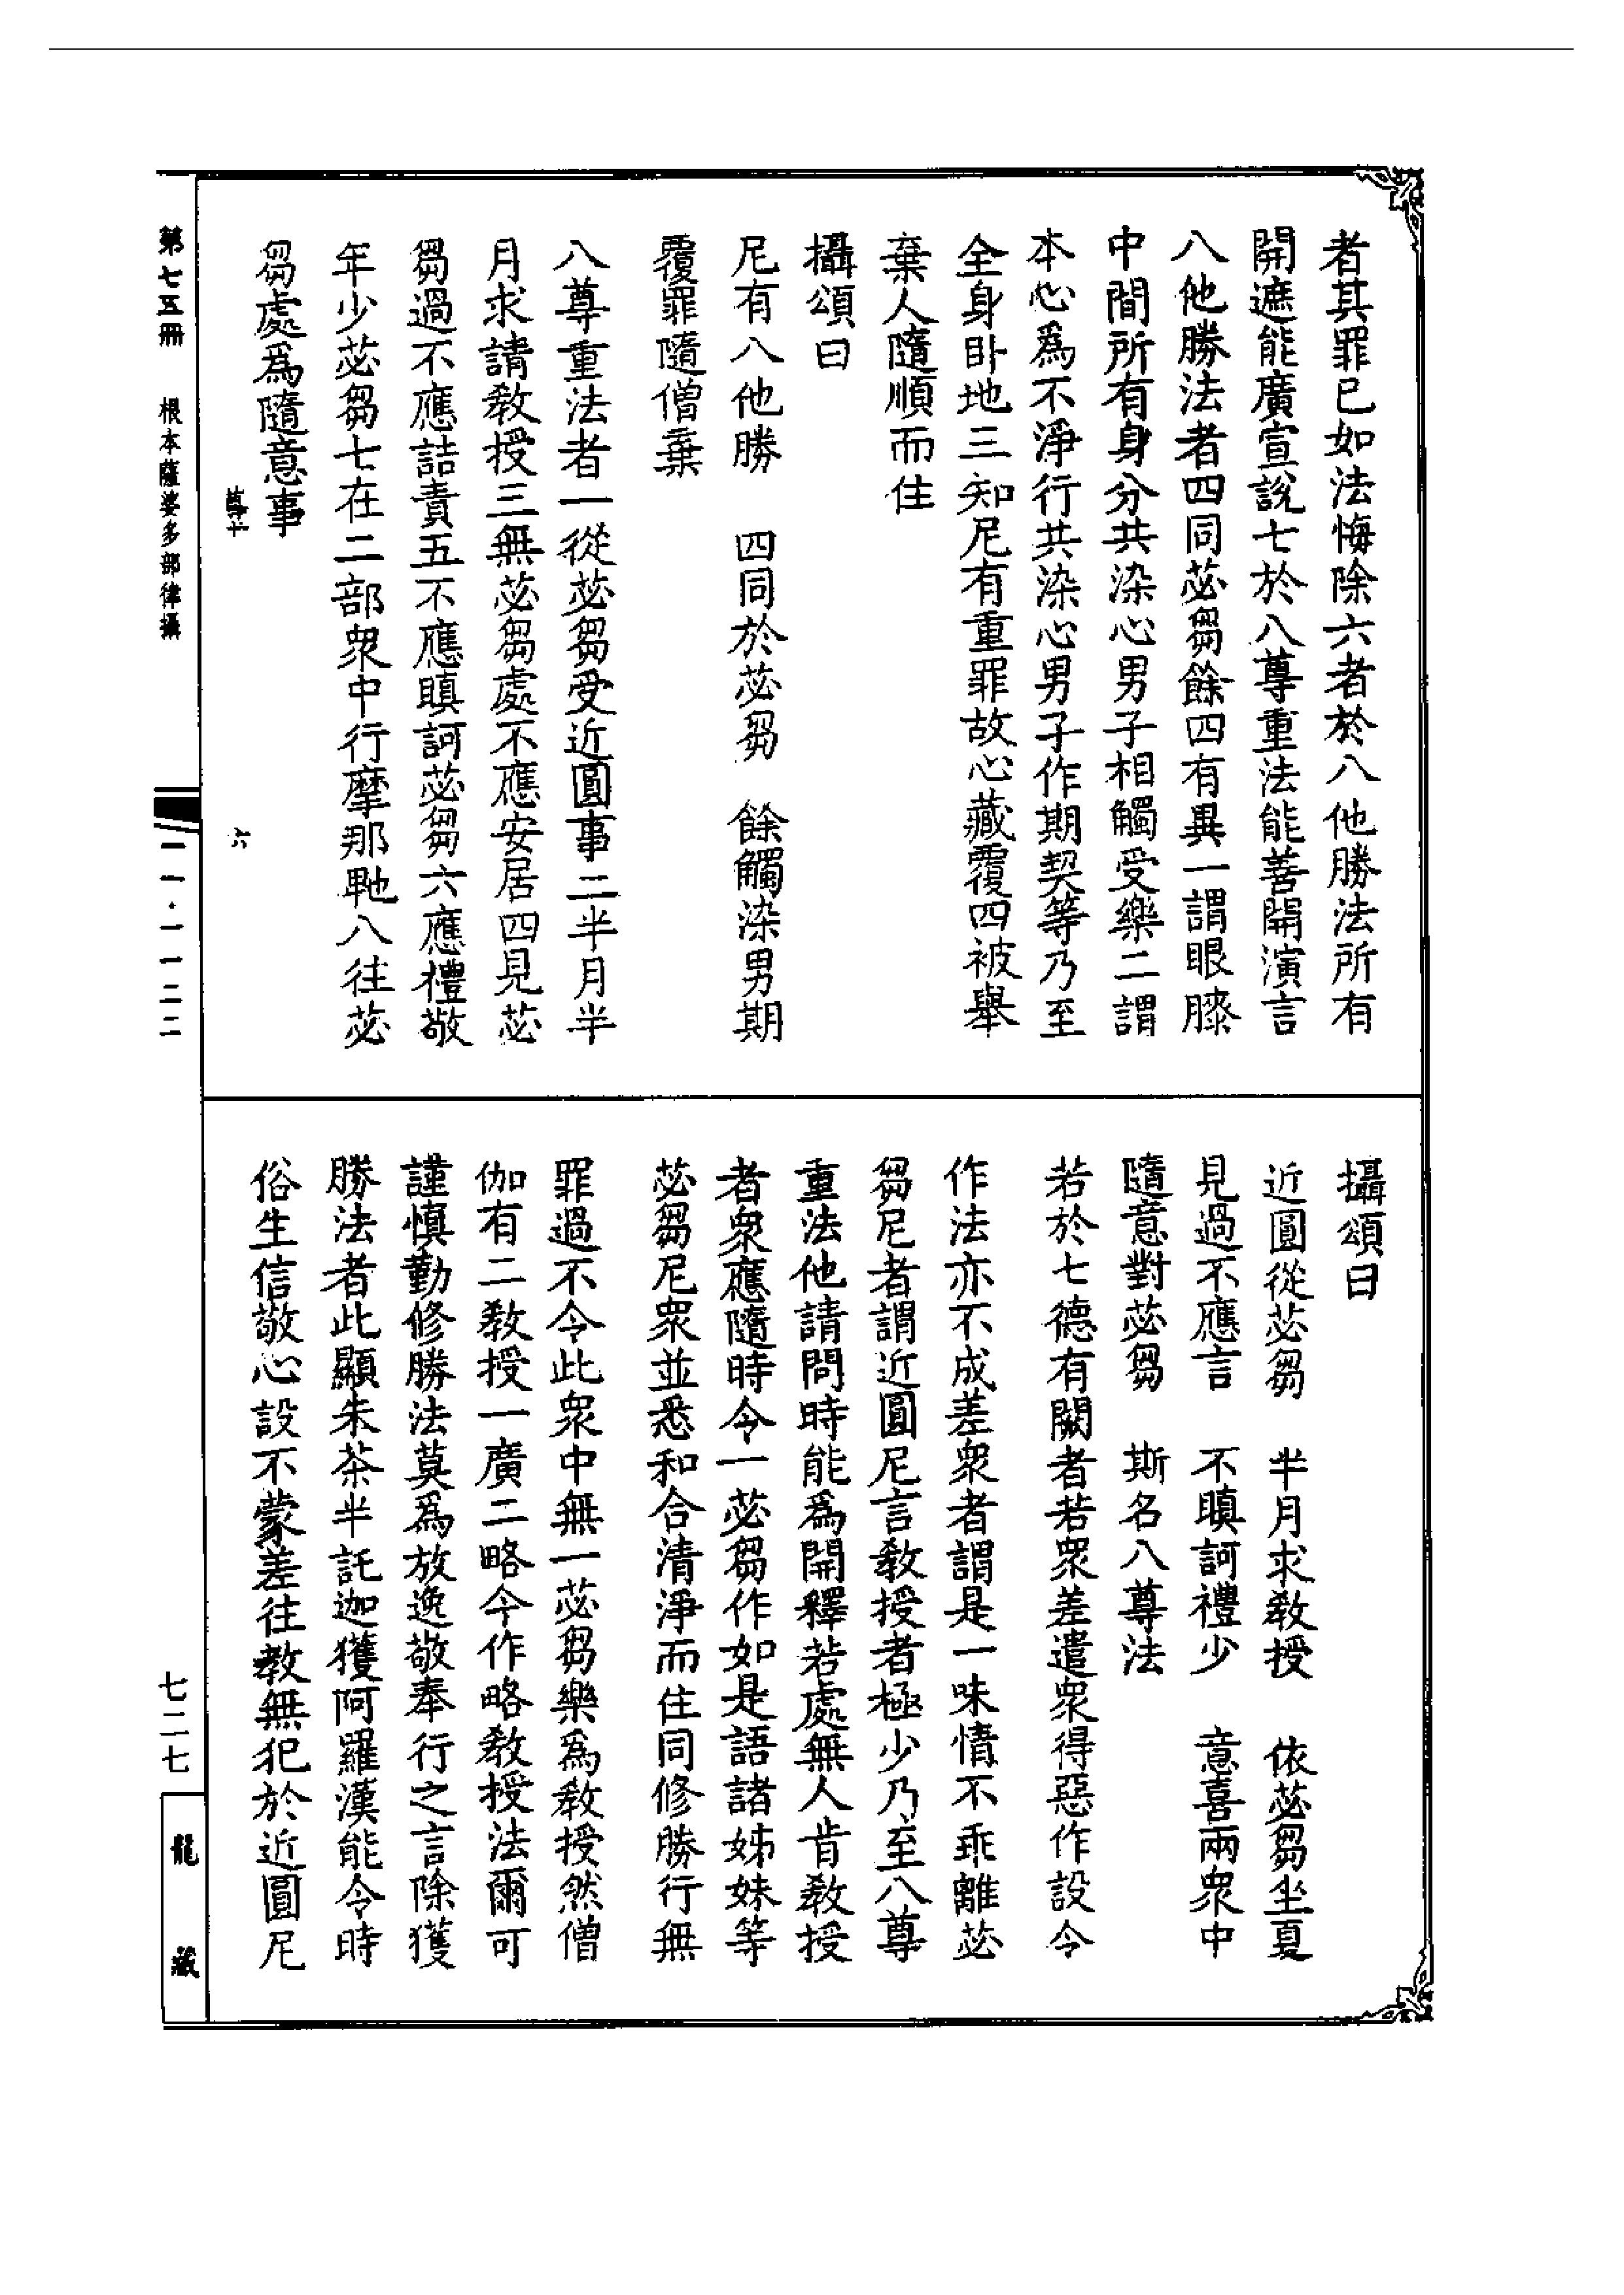 者其罪已如法悔除六者於八他勝法所有
開遮能廣宣說七於八尊重法能善開演言
八他勝法者四同苾芻餘四有異一謂眼膝
中間所有身分共染心男子相觸受樂二謂
本心為不淨行共染心男子作期契等乃至
全身臥地三知尼有重罪故心藏覆四被舉
棄人隨順而住
攝頌曰
尼有八他勝　四同於苾芻　餘觸染男期
覆罪隨僧棄
八尊重法者一從苾芻受近圓事二半月半
月求請教授三無苾芻處不應安居四見苾
芻過不應詰責五不應瞋訶苾芻六應禮敬
年少苾芻七在二部衆中行摩那䰅八往苾
芻處為隨意事
六
攝頌曰
近圓從苾芻　半月求教授　依苾芻坐夏
見過不應言　不瞋訶禮少　意喜兩衆中
隨意對苾芻　斯名八尊法
若於七德有闕者若衆差遣衆得惡作設令
作法亦不成差衆者謂是一味情不乖離苾
芻尼者謂近圓尼言教授者極少乃至八尊
重法他請問時能為開釋若處無人肯教授
者衆應隨時令一苾芻作如是語諸姊妹等
苾芻尼衆並悉和合清淨而住同修勝行無
罪過不令此衆中無一苾芻樂為教授然僧
伽有二教授一廣二略今作略教授法爾可
謹慎勤修勝法莫為放逸敬奉行之言除獲
勝法者此顯朱荼半託迦獲阿羅漢能令時
俗生信敬心設不蒙差往教無犯於近圓尼
第七五冊　根本薩婆多部律攝
一一·一一二二
七二七
龍藏